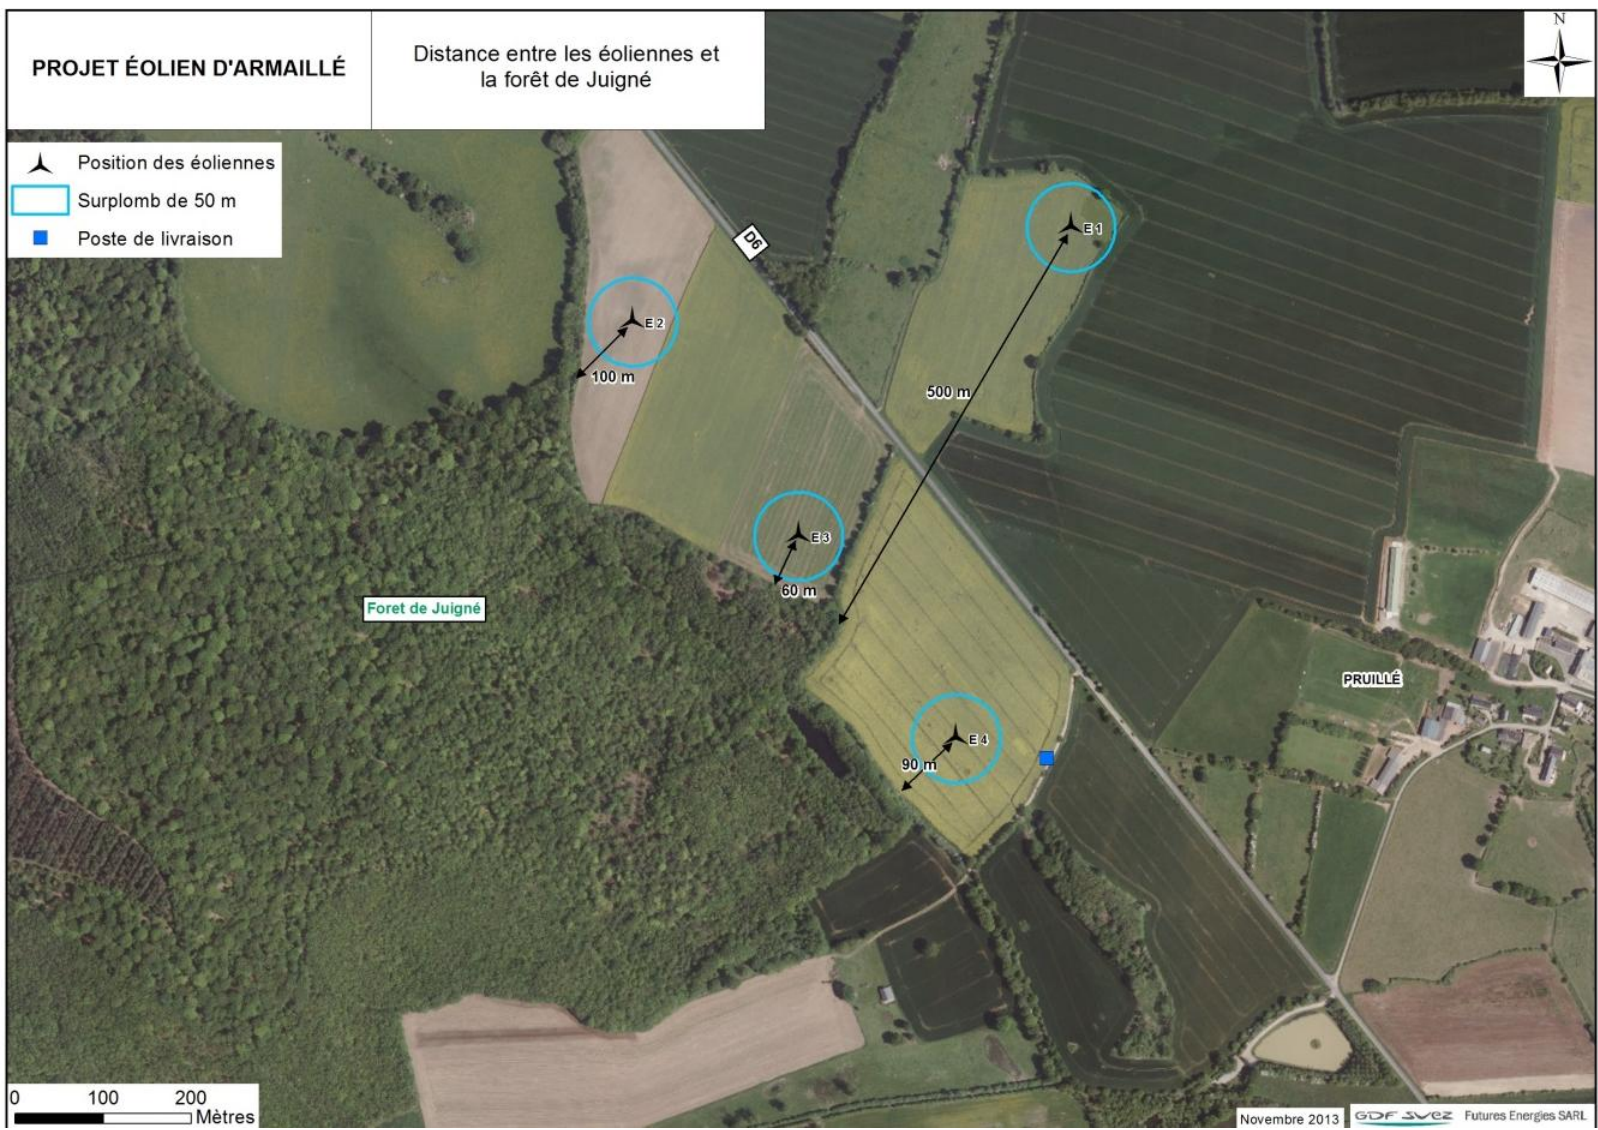 PROJET ÉOLIEN D'ARMAILLÉ
Distance entre les éoliennes et
la forêt de Juigné
N
Position des éoliennes
Surplomb de 50 m
Poste de livraison
D6
E 1
E 2
100 m
500 m
E 3
60 m
Foret de Juigné
PRUILLÉ
E 4
90 m
0 100 200
Mètres
Novembre 2013 GDF SUEZ Futures Energies SARL